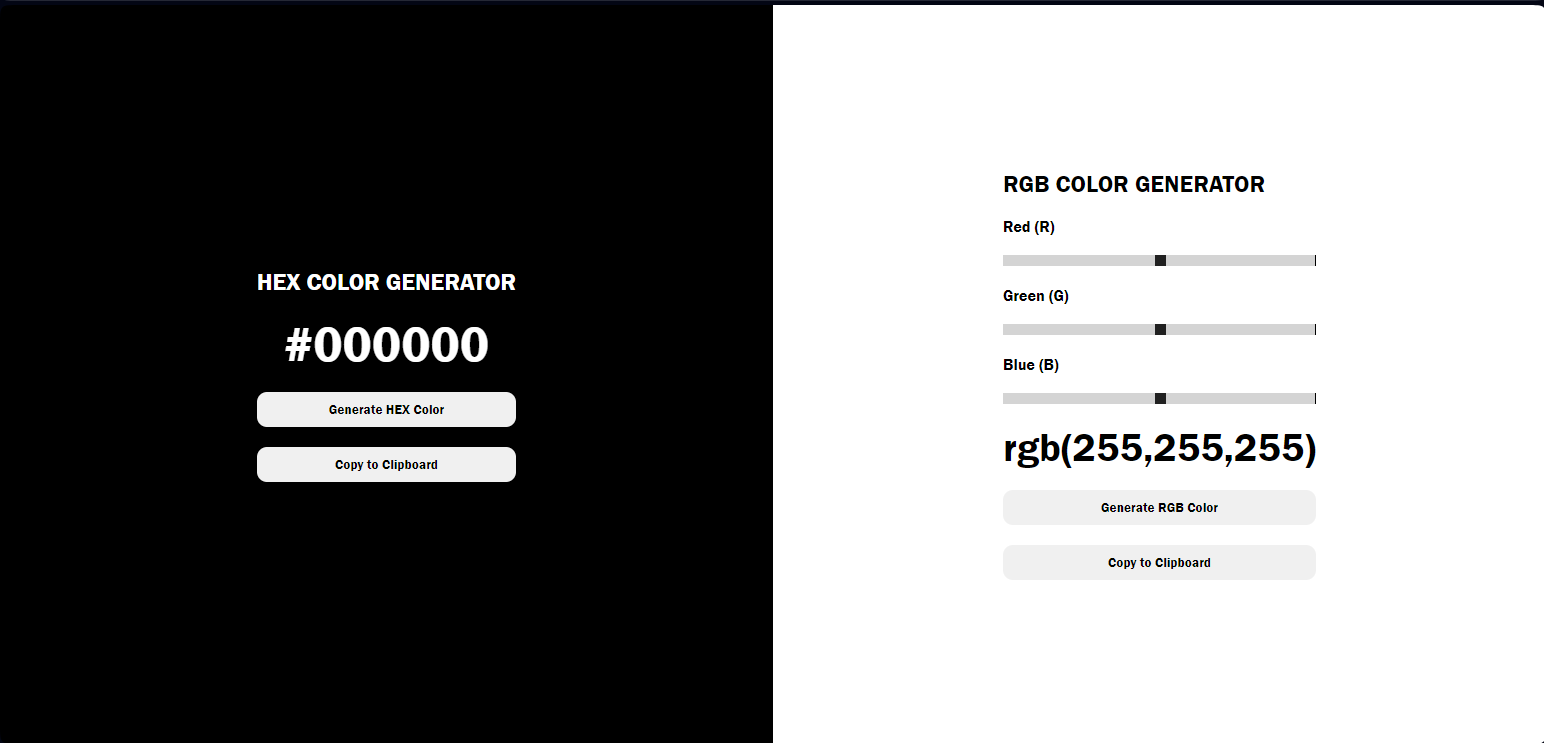 HEX COLOR GENERATOR
#000000
Generate HEX Color
Copy to Clipboard
RGB COLOR GENERATOR
Red (R)
Green (G)
Blue (B)
rgb(255,255,255)
Generate RGB Color
Copy to Clipboard